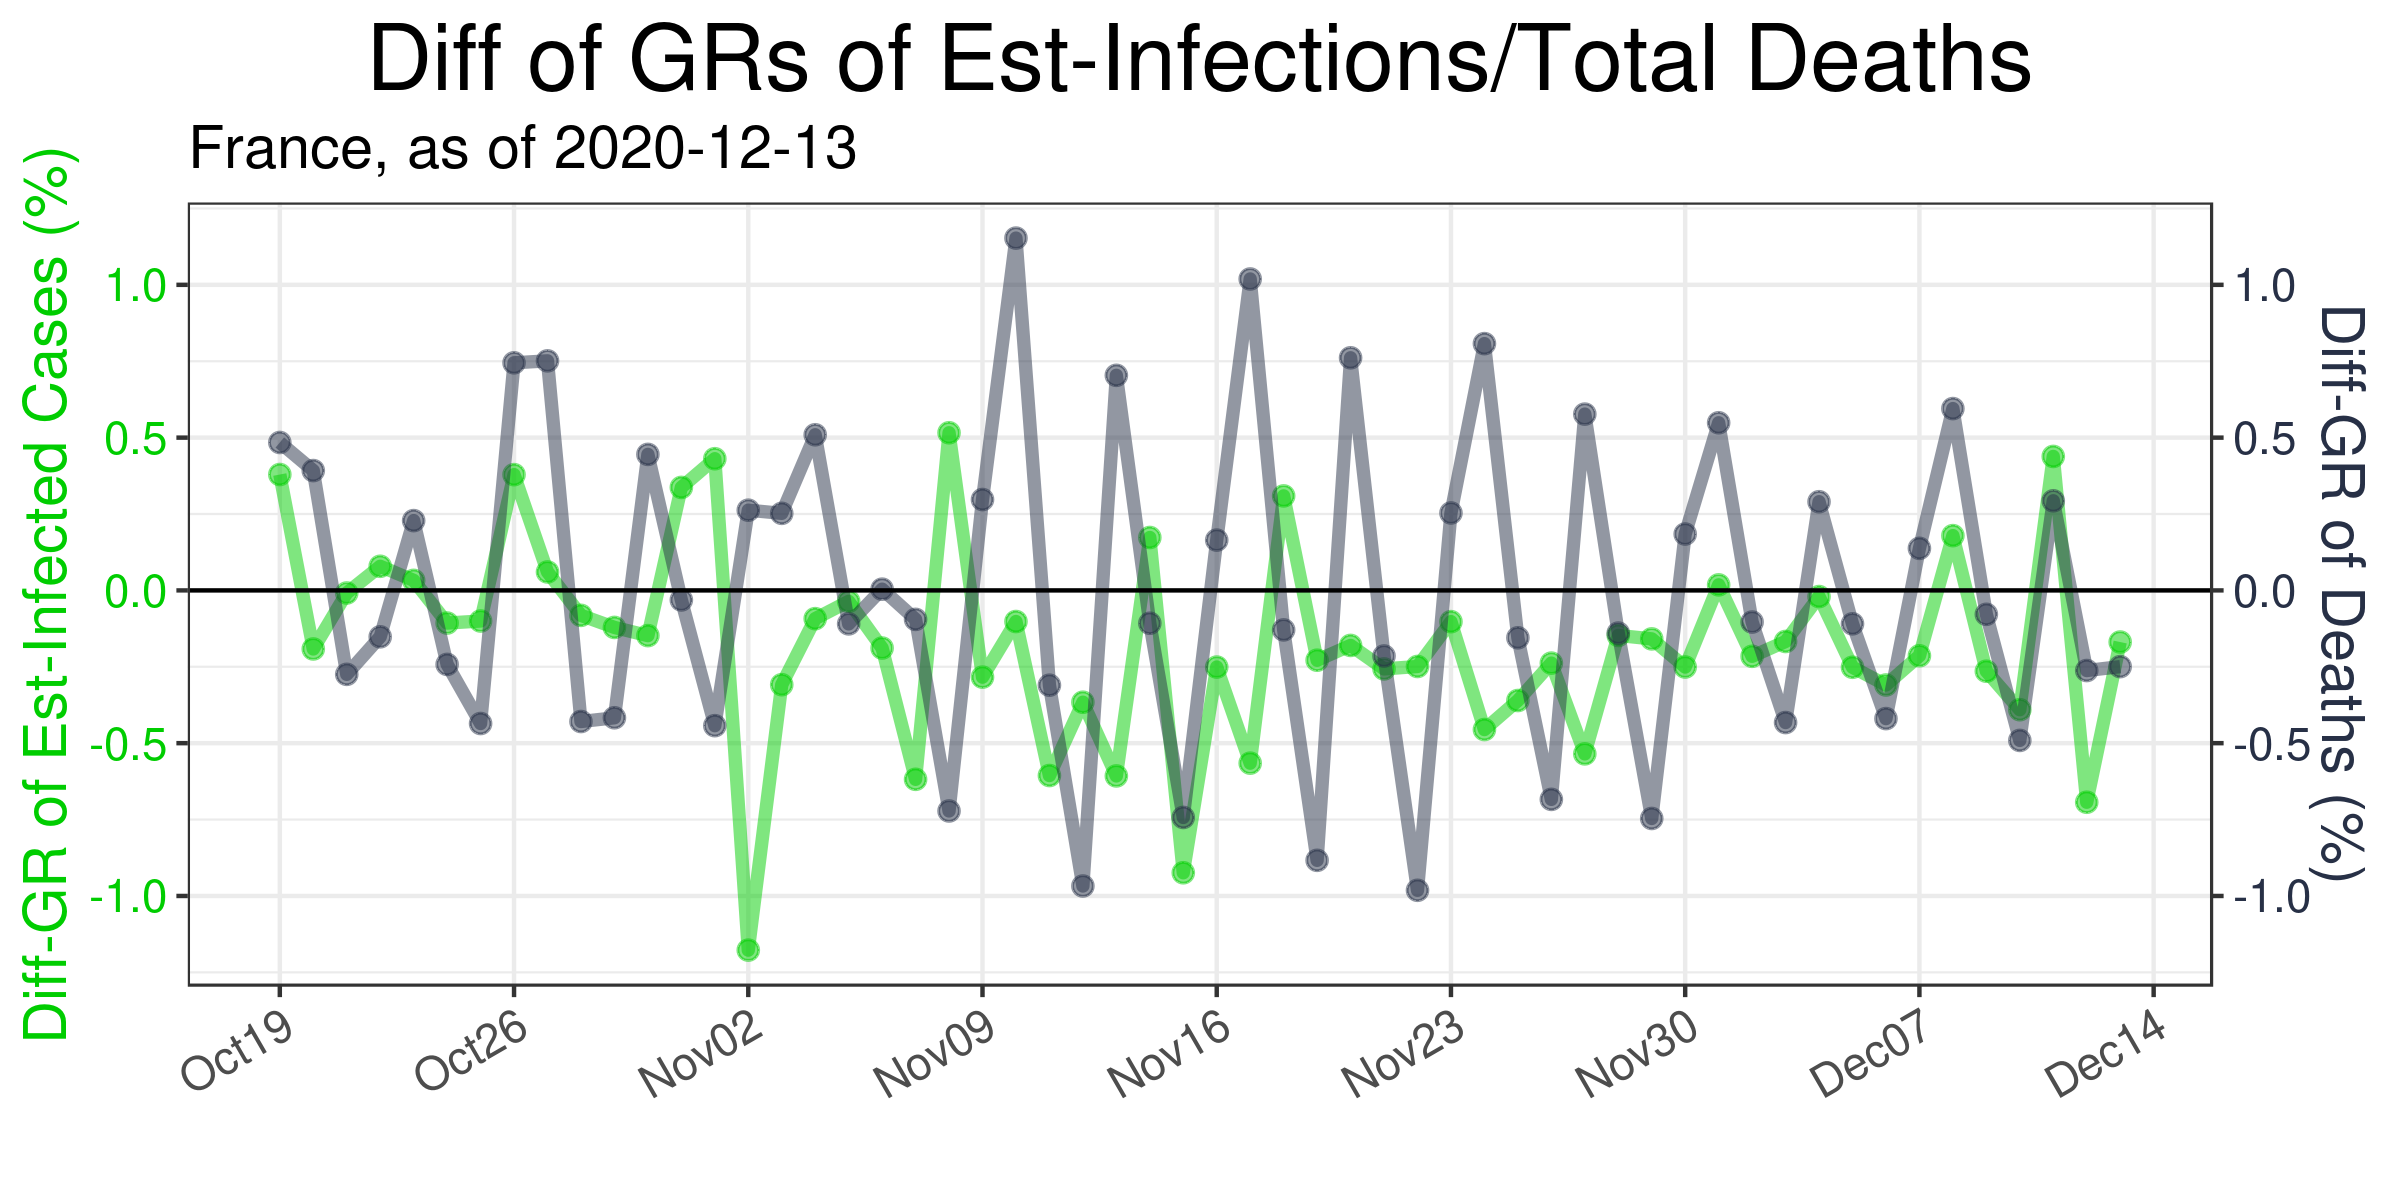 Diff of GRs of Est-Infections/Total Deaths
France, as of 2020-12-13
Diff-GR of Est-Infected Cases (%)
1.0
0.5
0.0
-0.5
-1.0
1.0
0.5
0.0
-0.5
-1.0
Diff-GR of Deaths (%)
Oct19
Oct26
Nov02
Nov09
Nov16
Nov23
Nov30
Dec07
Dec14